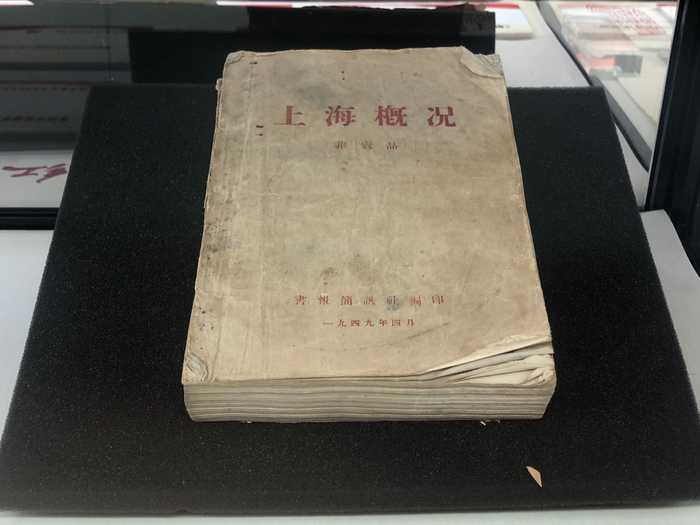 上海概况
非賣品
書報簡訊社編印
一九四九年四月